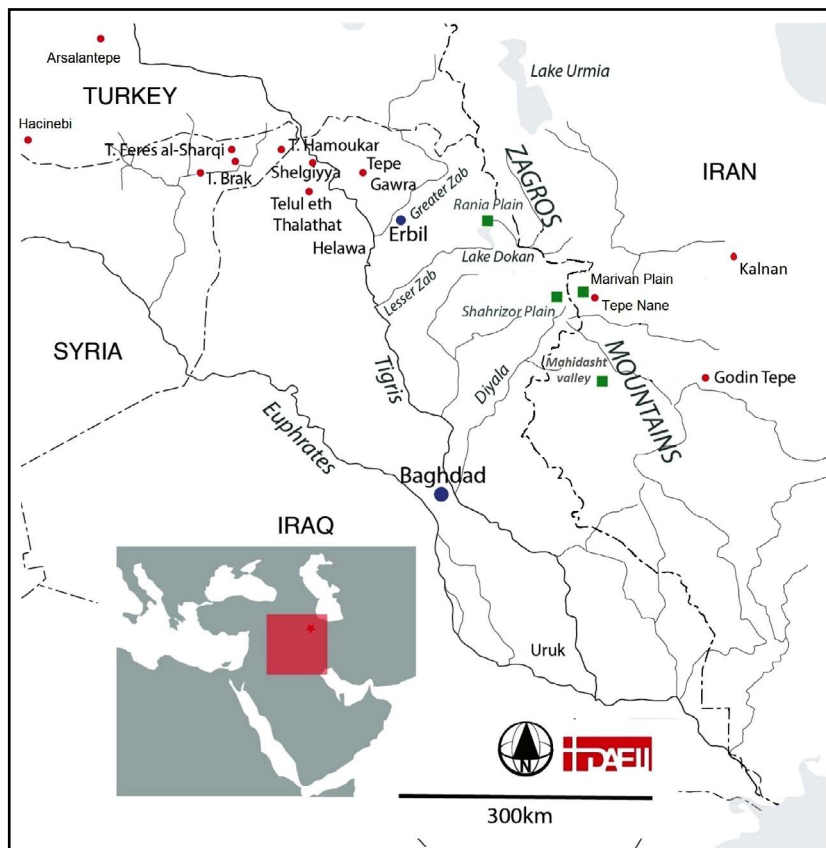 Arsalantepe
Lake Urmia
TURKEY
Hacinebi
T. Feres al-Sharqi
T. Hamoukar
T. Brak
Shelgiyya
Tepe
Gawra
Telul eth
Thalathat
Helawa
Greater Zab
Erbil
Rania Plain
ZAGROS
IRAN
Lake Dokan
Kalnan
Lesser Zab
Marivan Plain
Shahrizor Plain
Tepe Nane
SYRIA
Tigris
Diyala
Mahidasht
valley
MOUNTAINS
Godin Tepe
Euphrates
Baghdad
IRAQ
Uruk
N
300km